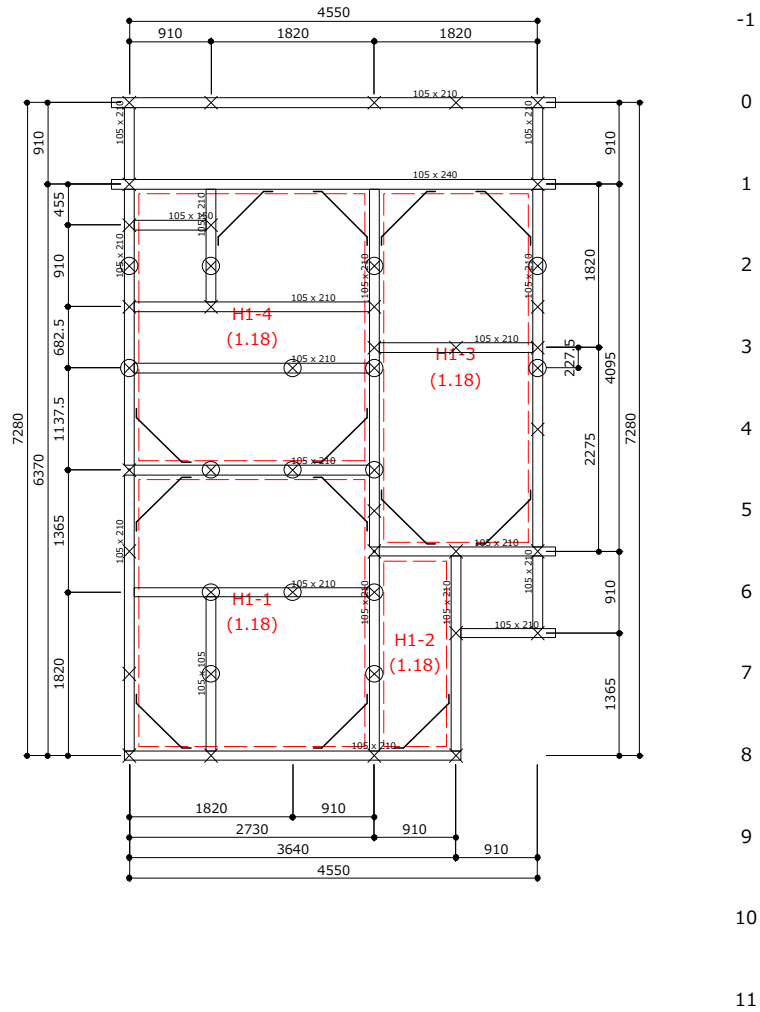 4550
-1
910 1820 1820
105 x 210
0
105 x 210
105 x 210
910
910
105 x 240
1
455
105 x 210
105 x 150
105 x 210
105 x 210
105 x 210
910
1820
2
105 x 210
H1-4
(1.18)
105 x 210
H1-3
(1.18)
3
227.5
4095
682.5
105 x 210
7280
6370
1137.5
2275
7280
4
5
1365
105 x 210
105 x 210
105 x 210
105 x 210
910
6
H1-1
(1.18)
105 x 210
105 x 210
105 x 210
105 x 210
H1-2
(1.18)
1820
105 x 105
1365
7
105 x 210
8
1820 910
2730 910
9
3640 910
4550
10
11